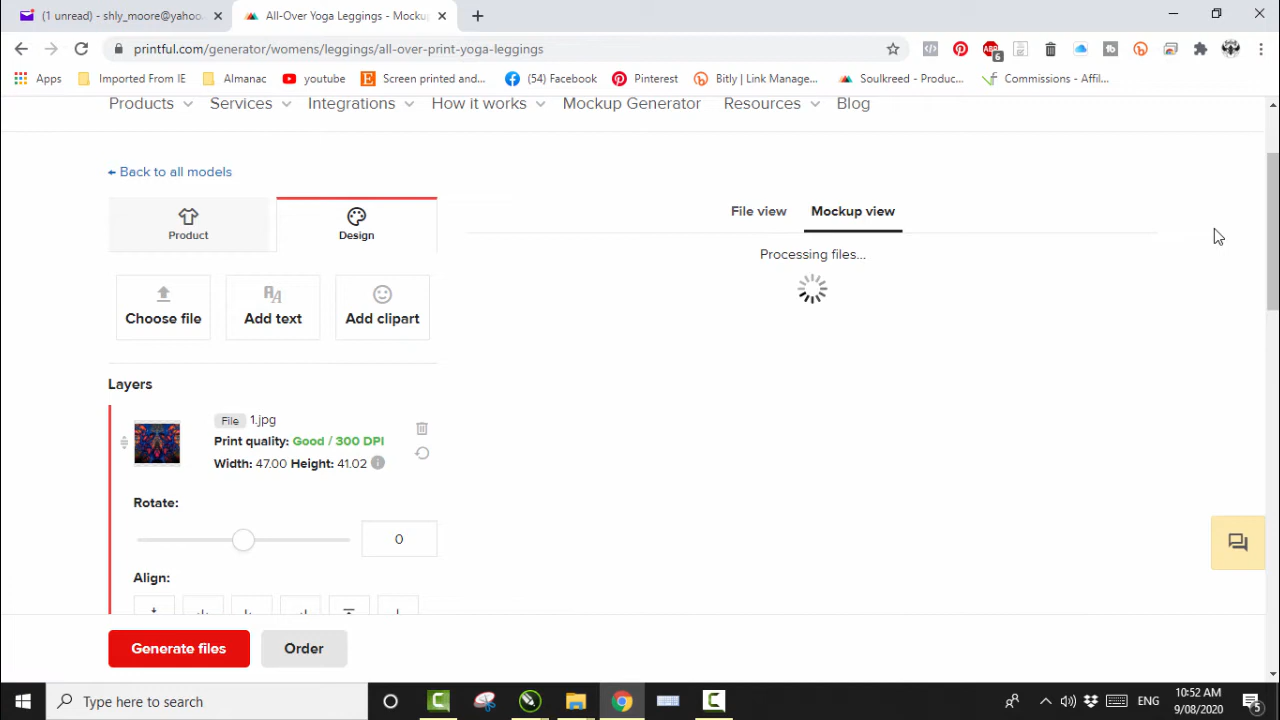 (1 unread) - shly_moore@yahoo.
All-Over Yoga Leggings - Mocku
printful.com/generator/womens/leggings/all-over-print-yoga-leggings
ABP
6
Apps
Imported From IE
Almanac
youtube
Screen printed and...
(54) Facebook
Pinterest
Bitly | Link Manage...
Soulkreed - Produc...
Commissions - Affil...
Products
Services
Integrations
How it works
Mockup Generator
Resources
Blog
Back to all models
Product
Design
File view
Mockup view
Processing files...
Choose file
Add text
Add clipart
Layers
File 1.jpg
Print quality: Good / 300 DPI
Width: 47.00 Height: 41.02
Rotate:
0
Align:
Generate files
Order
Type here to search
ENG
10:52 AM
9/08/2020
5